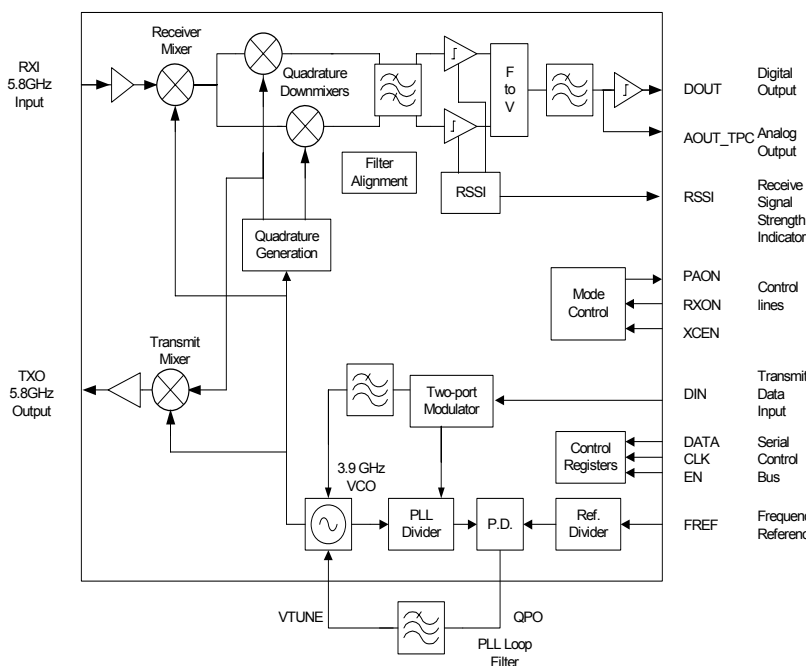 Receiver
Mixer
RXI
5.8GHz
Input
Quadrature
Downmixers
F
to
V
DOUT
Digital
Output
AOUT_TPC
Analog
Output
Filter
Alignment
RSSI
RSSI
Receive
Signal
Strength
Indicator
Quadrature
Generation
Mode
Control
PAON
RXON
XCEN
Control
lines
Transmit
Mixer
TXO
5.8GHz
Output
Two-port
Modulator
DIN
Transmit
Data
Input
Control
Registers
DATA
CLK
EN
Serial
Control
Bus
3.9 GHz
VCO
PLL
Divider
P.D.
Ref.
Divider
FREF
Frequency
Referenc
VTUNE
QPO
PLL Loop
Filter